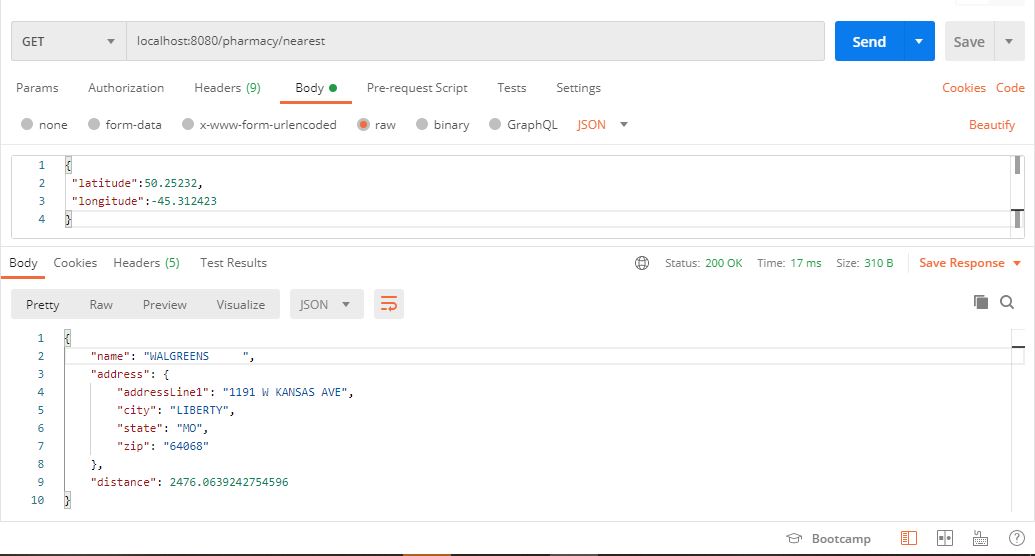 GET localhost:8080/pharmacy/nearest Send Save
Params Authorization Headers (9) Body Pre-request Script Tests Settings Cookies Code
none form-data x-www-form-urlencoded raw binary GraphQL JSON Beautify
1 {
2 "latitude":50.25232,
3 "longitude":-45.312423
4 }
Body Cookies Headers (5) Test Results Status: 200 OK Time: 17 ms Size: 310 B Save Response
Pretty Raw Preview Visualize JSON
1 {
2 "name": "WALGREENS     ",
3 "address": {
4 "addressLine1": "1191 W KANSAS AVE",
5 "city": "LIBERTY",
6 "state": "MO",
7 "zip": "64068"
8 },
9 "distance": 2476.0639242754596
10 }
Bootcamp ?